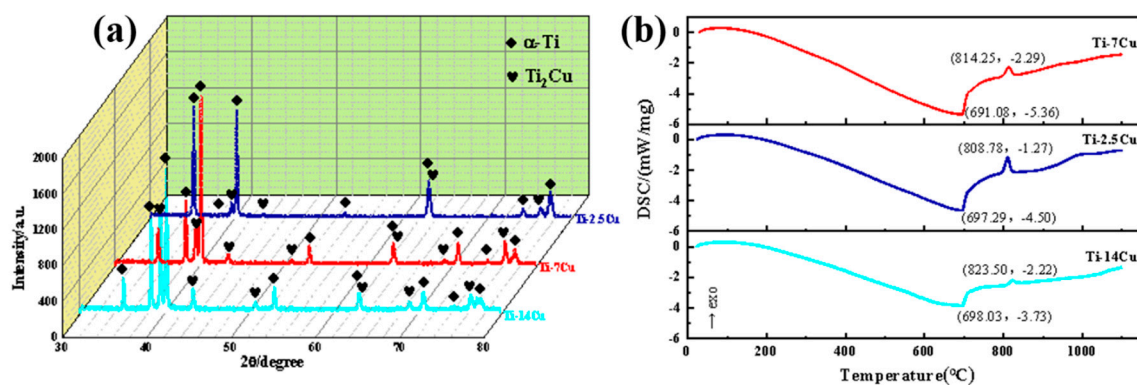 (a)
◆ α-Ti
♥ Ti2Cu
2000
1600
1200
800
400
0
Intensity/a.u.
30
40
50
60
70
80
2θ/degree
Ti-2.5Cu
Ti-7Cu
Ti-14Cu
(b)
Ti-7Cu
0
-2
-4
-6
(814.25, -2.29)
(691.08, -5.36)
Ti-2.5Cu
0
-2
-4
-6
(808.78, -1.27)
(697.29, -4.50)
Ti-14Cu
0
-2
-4
-6
(823.50, -2.22)
(698.03, -3.73)
→ exo
DSC/(mW/mg)
0
200
400
600
800
1000
Temperature(℃)